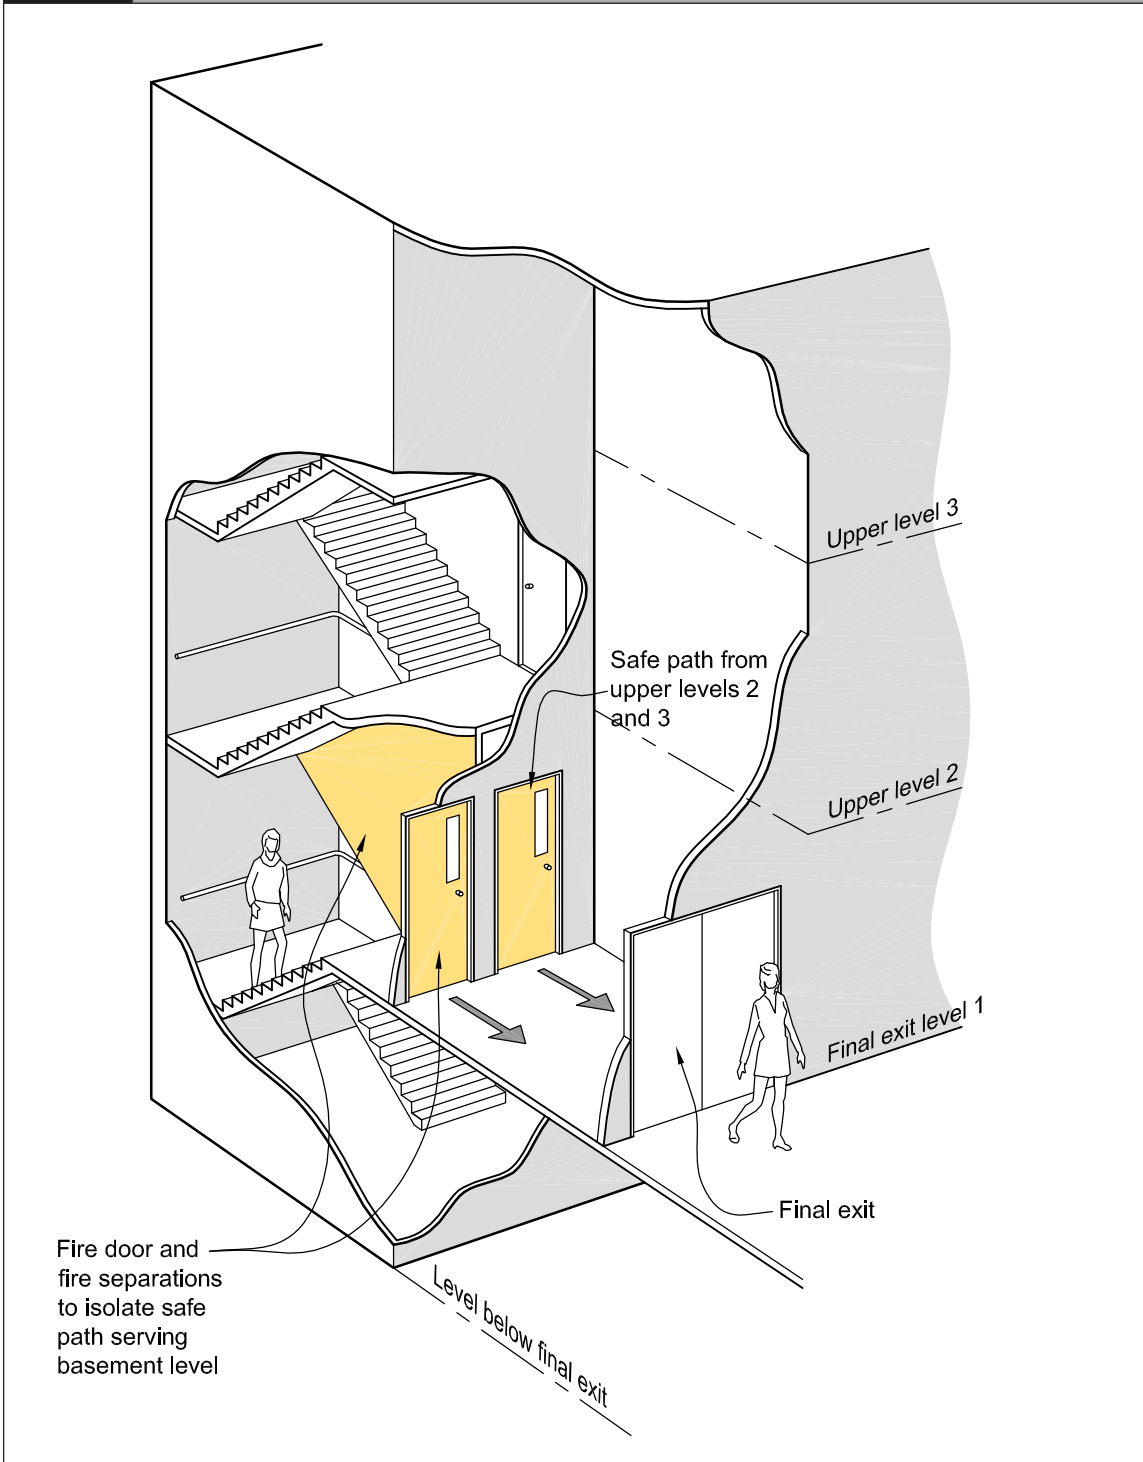 Upper level 3
Safe path from
upper levels 2
and 3
Upper level 2
Final exit level 1
Final exit
Fire door and
fire separations
to isolate safe
path serving
basement level
Level below final exit